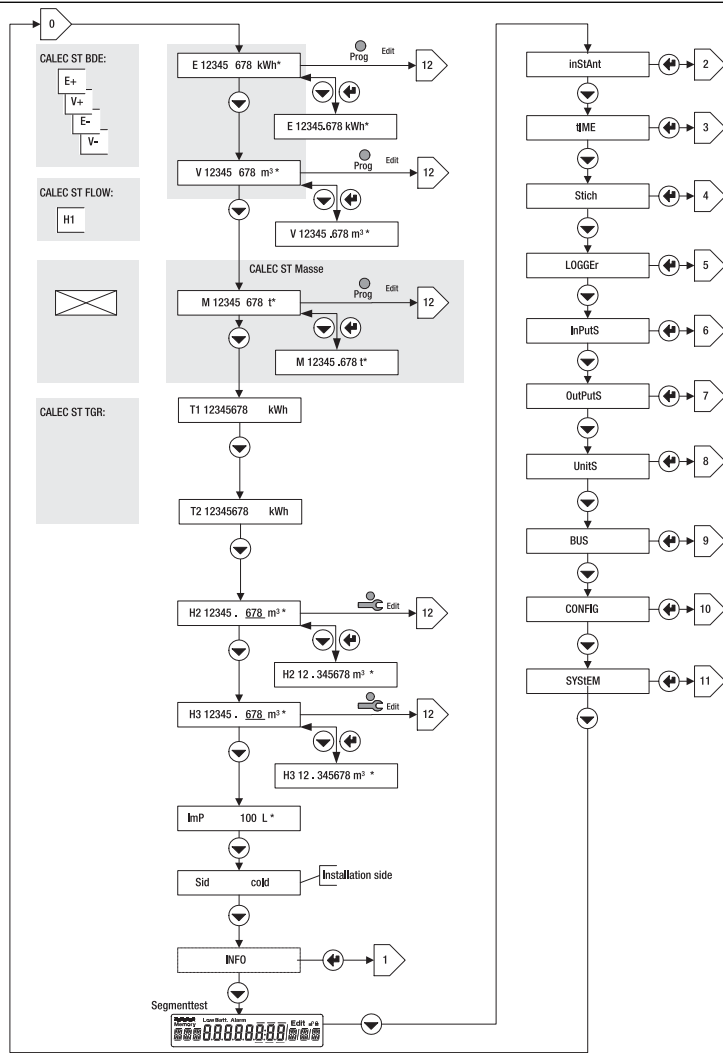 0
CALEC ST BDE:
E+
V+
E-
V-
CALEC ST FLOW:
H1
CALEC ST TGR:
E 12345 678 kWh*
Prog
Edit
12
E 12345.678 kWh*
V 12345 678 m³ *
Prog
Edit
12
V 12345 .678 m³ *
CALEC ST Masse
M 12345 678 t*
Prog
Edit
12
M 12345 .678 t*
T1 12345678 kWh
T2 12345678 kWh
H2 12345 . 678 m³ *
Edit
12
H2 12 . 345678 m³ *
H3 12345 . 678 m³ *
Edit
12
H3 12 . 345678 m³ *
ImP 100 L *
Sid cold
Installation side
INFO
1
Segmenttest
Memory
Low Batt. Alarm
Edit
inStAnt
2
tIME
3
Stich
4
LOGGEr
5
InPutS
6
OutPutS
7
UnitS
8
BUS
9
CONFIG
10
SYStEM
11